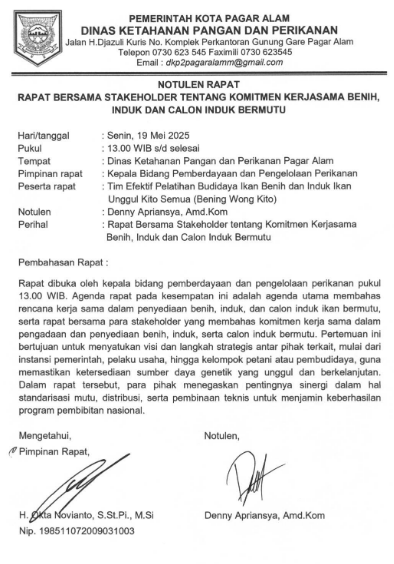 PEMERINTAH KOTA PAGAR ALAM
DINAS KETAHANAN PANGAN DAN PERIKANAN
Jalan H.Djazuli Kuris No. Komplek Perkantoran Gunung Gare Pagar Alam
Telepon 0730 623 545 Faximili 0730 623545
Email : dkp2pagaralamm@gmail.com
NOTULEN RAPAT
RAPAT BERSAMA STAKEHOLDER TENTANG KOMITMEN KERJASAMA BENIH,
INDUK DAN CALON INDUK BERMUTU
Hari/tanggal : Senin, 19 Mei 2025
Pukul : 13.00 WIB s/d selesai
Tempat : Dinas Ketahanan Pangan dan Perikanan Pagar Alam
Pimpinan rapat : Kepala Bidang Pemberdayaan dan Pengelolaan Perikanan
Peserta rapat : Tim Efektif Pelatihan Budidaya Ikan Benih dan Induk Ikan
Unggul Kito Semua (Bening Wong Kito)
Notulen : Denny Apriansya, Amd.Kom
Perihal : Rapat Bersama Stakeholder tentang Komitmen Kerjasama
Benih, Induk dan Calon Induk Bermutu
Pembahasan Rapat :
Rapat dibuka oleh kepala bidang pemberdayaan dan pengelolaan perikanan pukul
13.00 WIB. Agenda rapat pada kesempatan ini adalah agenda utama membahas
rencana kerja sama dalam penyediaan benih, induk, dan calon induk ikan bermutu,
serta rapat bersama para stakeholder yang membahas komitmen kerja sama dalam
pengadaan dan penyediaan benih, induk, serta calon induk bermutu. Pertemuan ini
bertujuan untuk menyatukan visi dan langkah strategis antar pihak terkait, mulai dari
instansi pemerintah, pelaku usaha, hingga kelompok petani atau pembudidaya, guna
memastikan ketersediaan sumber daya genetik yang unggul dan berkelanjutan.
Dalam rapat tersebut, para pihak menegaskan pentingnya sinergi dalam hal
standarisasi mutu, distribusi, serta pembinaan teknis untuk menjamin keberhasilan
program pembibitan nasional.
Mengetahui, Notulen,
Pimpinan Rapat,
H. Okta Novianto, S.St.Pi., M.Si Denny Apriansya, Amd.Kom
Nip. 198511072009031003